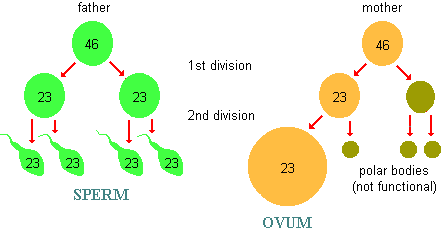 father
mother
46
46
1st division
23
23
23
2nd division
23
23
23
23
23
polar bodies
(not functional)
SPERM
OVUM